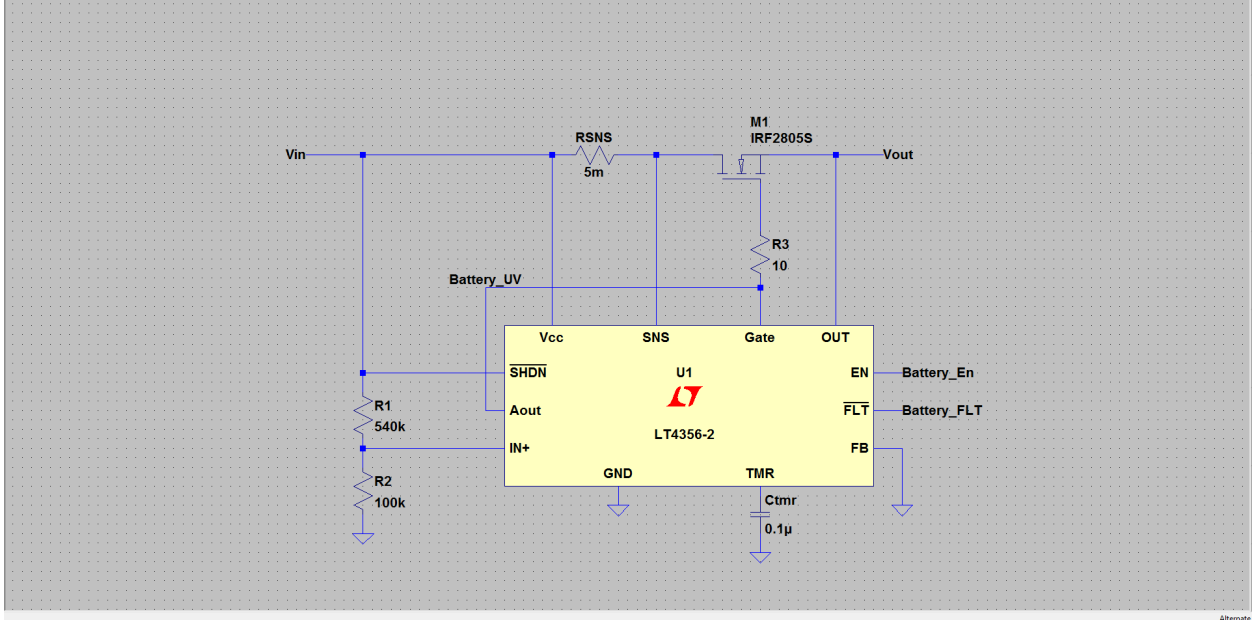 M1
IRF2805S
RSNS
Vin
Vout
5m
R3
10
Battery_UV
Vcc
SNS
Gate
OUT
SHDN
U1
EN
Battery_En
R1
540k
Aout
FLT
Battery_FLT
LT4356-2
IN+
FB
GND
TMR
R2
100k
Ctmr
0.1µ
Alternate